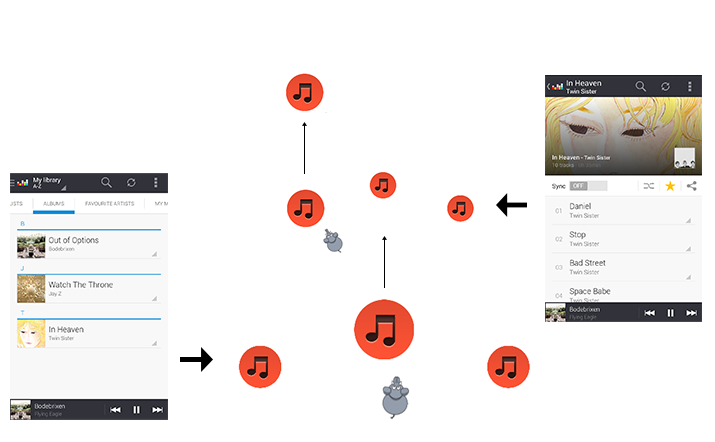 My library
A-Z
ISTS
ALBUMS
FAVOURITE ARTISTS
MY M
B
Out of Options
Bodebrixen
J
Watch The Throne
Jay Z
T
In Heaven
Twin Sister
Bodebrixen
Flying Eagle
In Heaven
Twin Sister
In Heaven - Twin Sister
Sync OFF
01 Daniel
Twin Sister
02 Stop
Twin Sister
03 Bad Street
Twin Sister
04 Space Babe
Twin Sister
Bodebrixen
Flying Eagle